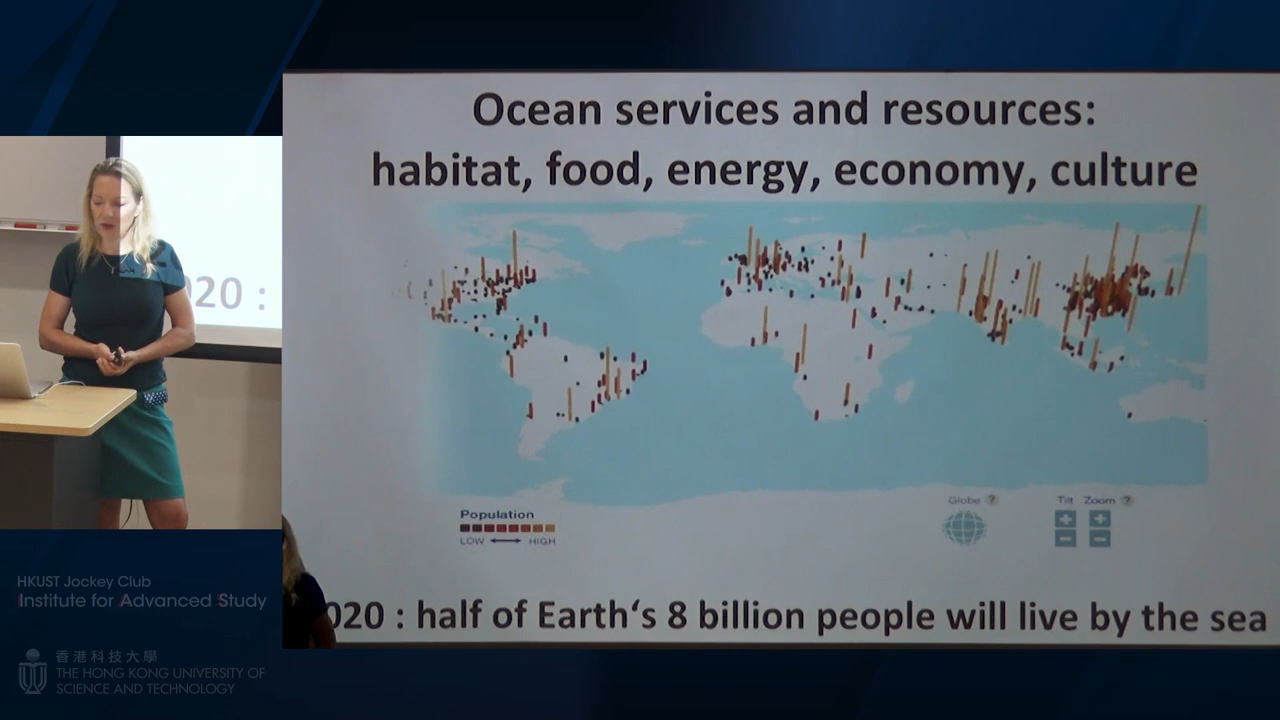 Ocean services and resources:
habitat, food, energy, economy, culture
Population
LOW HIGH
Globe ?
Tilt Zoom ?
020 : half of Earth‘s 8 billion people will live by the sea
020 :
HKUST Jockey Club
Institute for Advanced Study
香港科技大學
THE HONG KONG UNIVERSITY OF
SCIENCE AND TECHNOLOGY